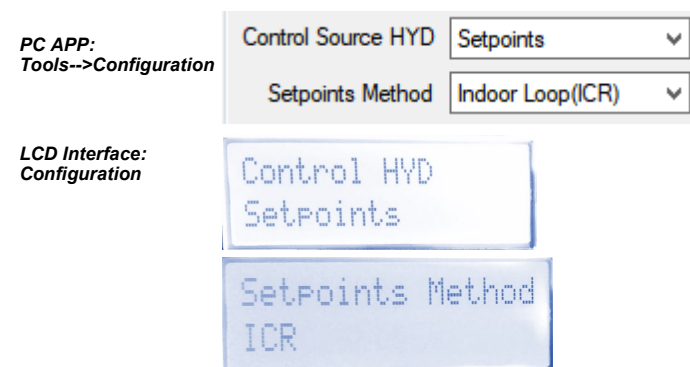 PC APP:
Tools-->Configuration
Control Source HYD Setpoints
Setpoints Method Indoor Loop(ICR)
LCD Interface:
Configuration
Control HYD
Setpoints
Setpoints Method
ICR